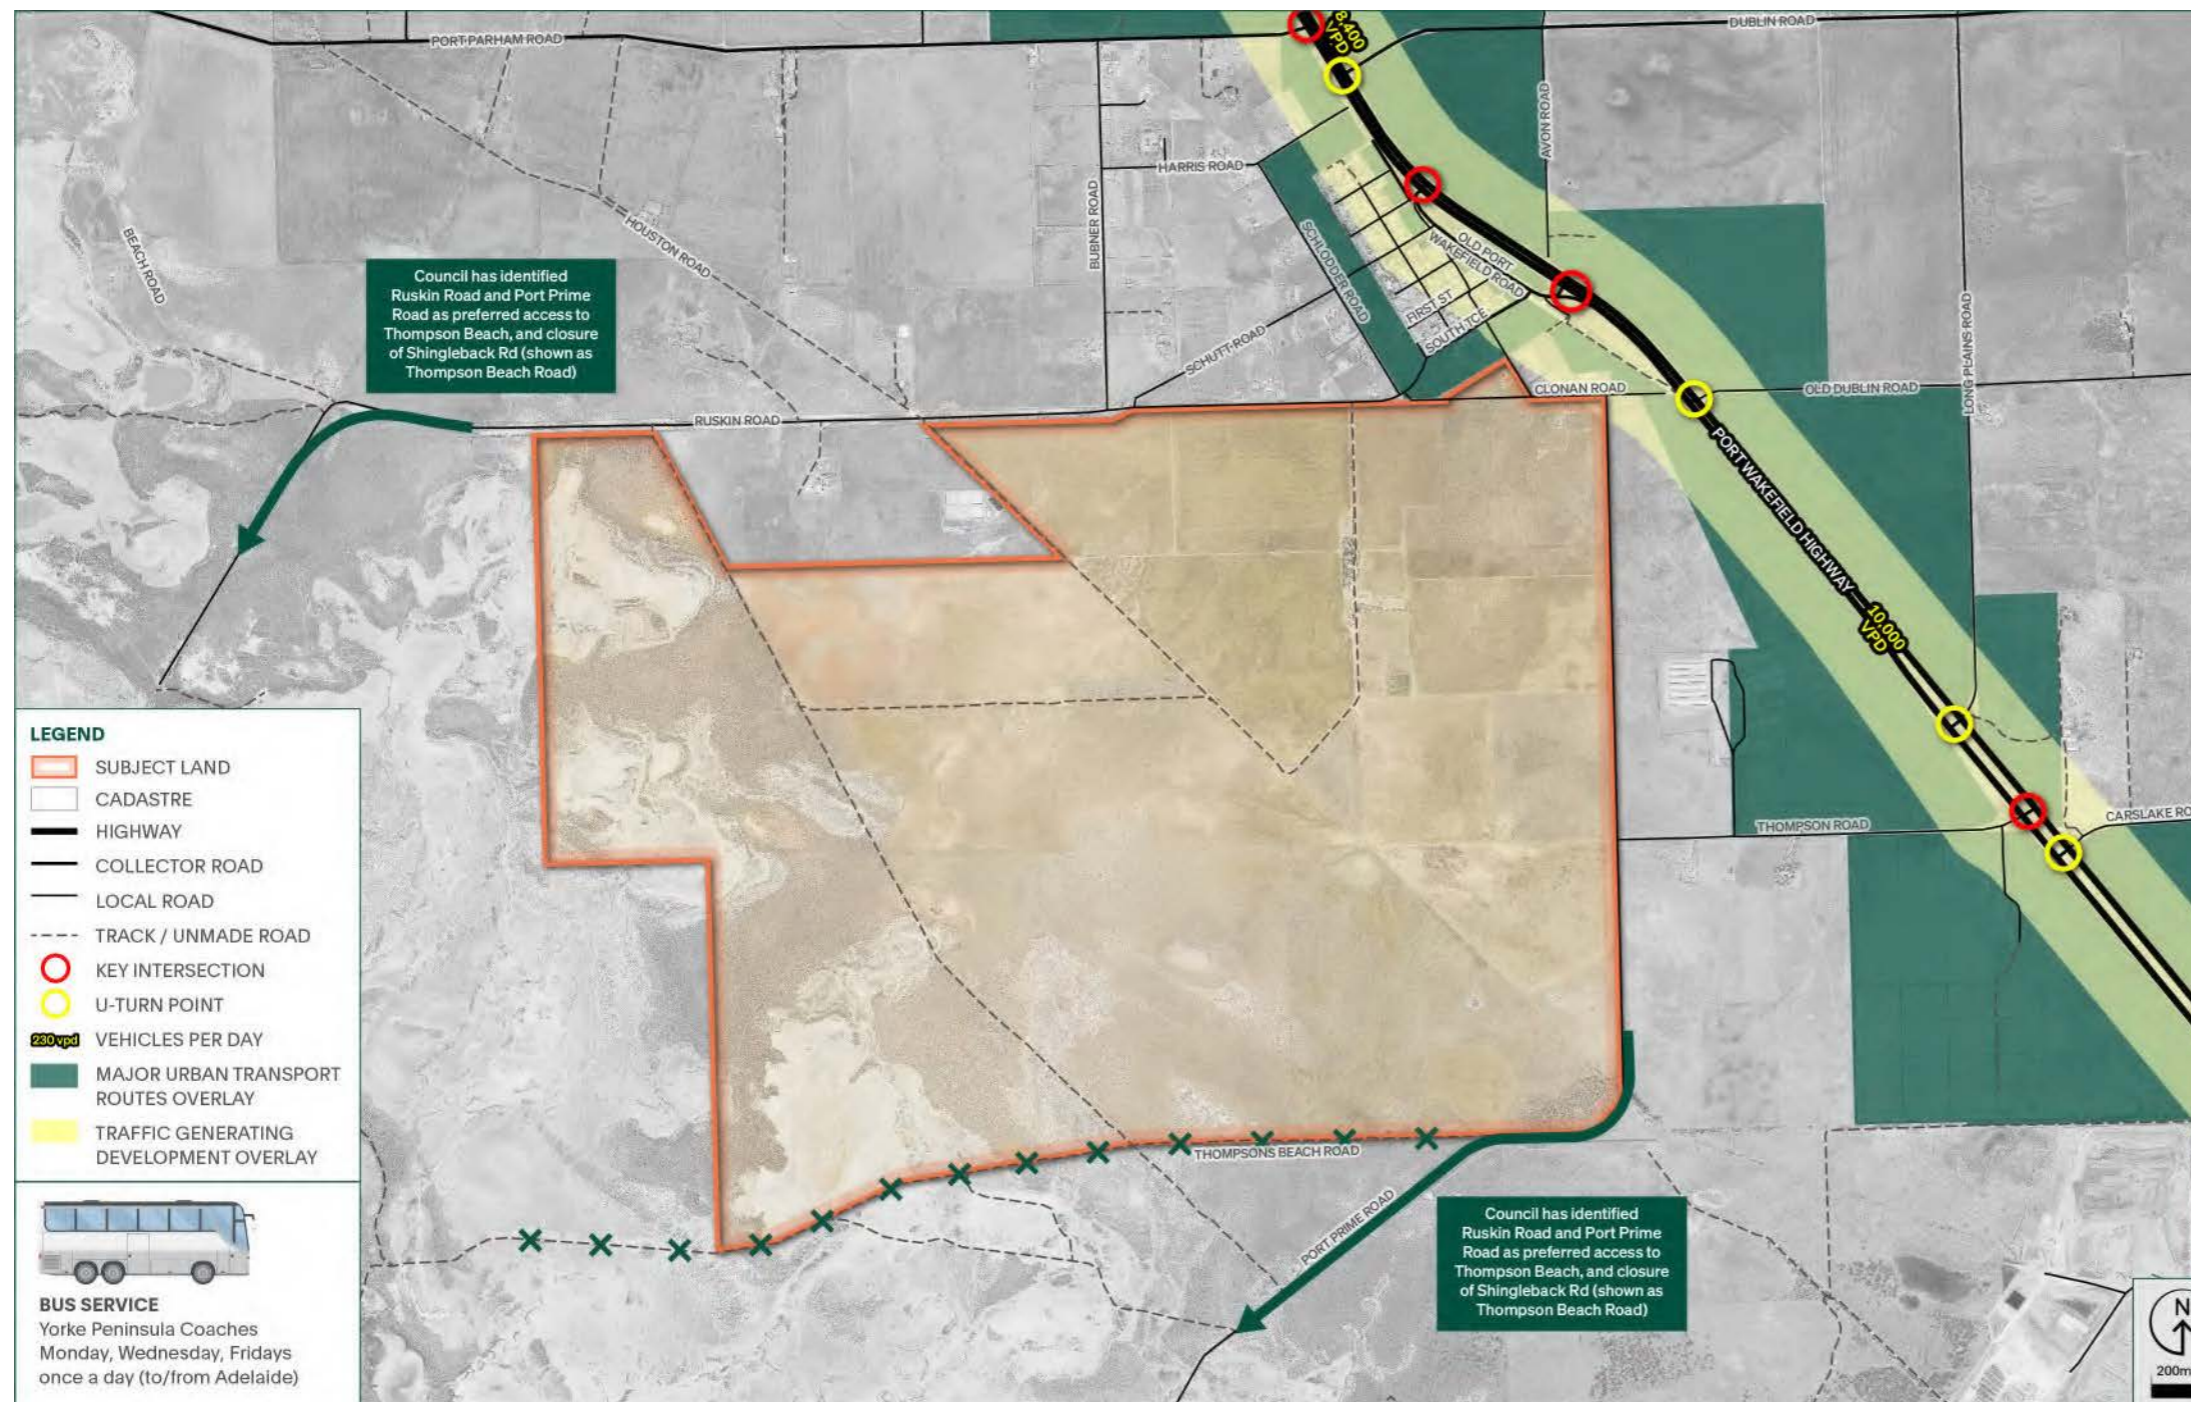 PORT PARHAM ROAD
8,400
VPD
DUBLIN ROAD
AVON ROAD
HARRIS ROAD
BUBNER ROAD
HOUSTON ROAD
BEACH ROAD
SCHLODDER ROAD
OLD PORT
WAKEFIELD ROAD
FIRST ST
SOUTH TCE
SCHUTT ROAD
LONG PLAINS ROAD
Council has identified
Ruskin Road and Port Prime
Road as preferred access to
Thompson Beach, and closure
of Shingleback Rd (shown as
Thompson Beach Road)
CLONAN ROAD
OLD DUBLIN ROAD
RUSKIN ROAD
PORT WAKEFIELD HIGHWAY
10,000
VPD
THOMPSON ROAD
CARSLAKE RO
THOMPSONS BEACH ROAD
PORT PRIME ROAD
Council has identified
Ruskin Road and Port Prime
Road as preferred access to
Thompson Beach, and closure
of Shingleback Rd (shown as
Thompson Beach Road)
LEGEND
SUBJECT LAND
CADASTRE
HIGHWAY
COLLECTOR ROAD
LOCAL ROAD
TRACK / UNMADE ROAD
KEY INTERSECTION
U-TURN POINT
230 vpd VEHICLES PER DAY
MAJOR URBAN TRANSPORT
ROUTES OVERLAY
TRAFFIC GENERATING
DEVELOPMENT OVERLAY
BUS SERVICE
Yorke Peninsula Coaches
Monday, Wednesday, Fridays
once a day (to/from Adelaide)
N
200m